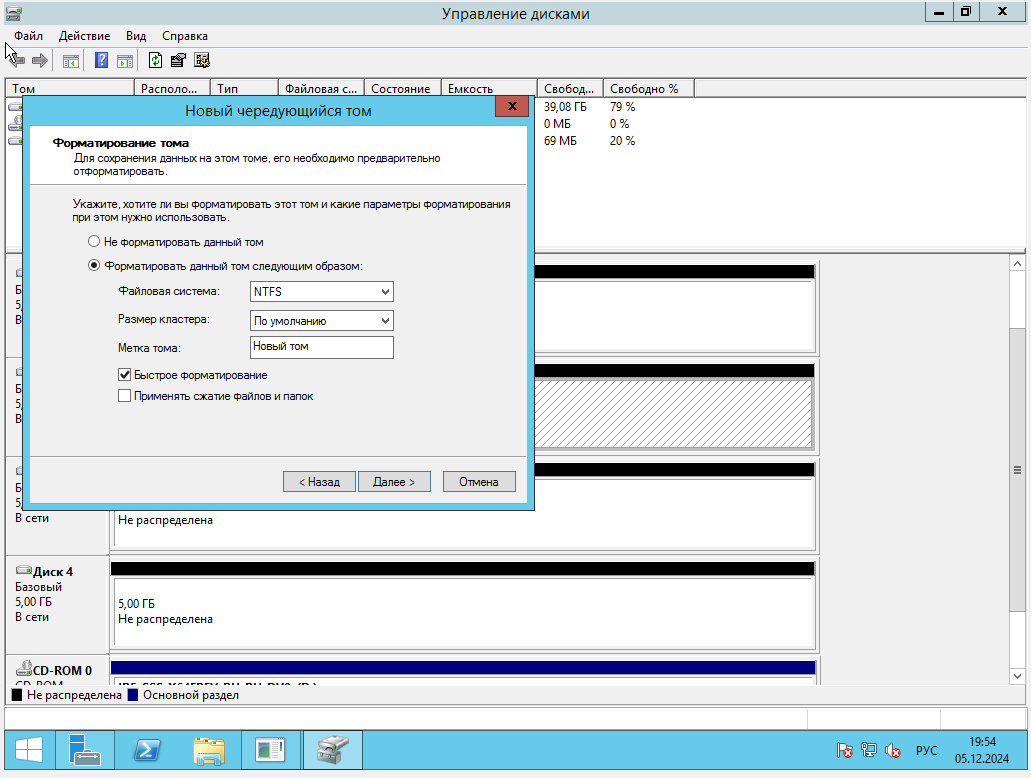 Управление дисками
Файл Действие Вид Справка
Том Располо... Тип Файловая с... Состояние Емкость Свобод... Свободно %
39,08 ГБ 79 %
0 МБ 0 %
69 МБ 20 %
Новый чередующийся том
Форматирование тома
Для сохранения данных на этом томе, его необходимо предварительно
отформатировать.
Укажите, хотите ли вы форматировать этот том и какие параметры форматирования
при этом нужно использовать.
Не форматировать данный том
Форматировать данный том следующим образом:
Файловая система: NTFS
Размер кластера: По умолчанию
Метка тома: Новый том
Быстрое форматирование
Применять сжатие файлов и папок
< Назад Далее > Отмена
В сети
Не распределена
Диск 4
Базовый
5,00 ГБ
В сети
5,00 ГБ
Не распределена
CD-ROM 0
Не распределена Основной раздел
РУС
19:54
05.12.2024